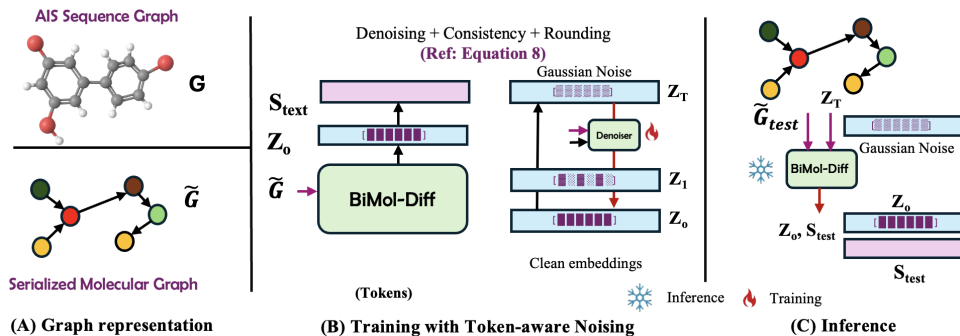 AIS Sequence Graph
G
G̃
Serialized Molecular Graph
(A) Graph representation
Denoising + Consistency + Rounding
(Ref: Equation 8)
S_text
Z_o
G̃
BiMol-Diff
(Tokens)
Gaussian Noise
Z_T
Denoiser
Z_1
Z_o
Clean embeddings
Inference
Training
(B) Training with Token-aware Noising
G̃_test
Z_T
Gaussian Noise
BiMol-Diff
Z_o, S_test
Z_o
S_test
(C) Inference